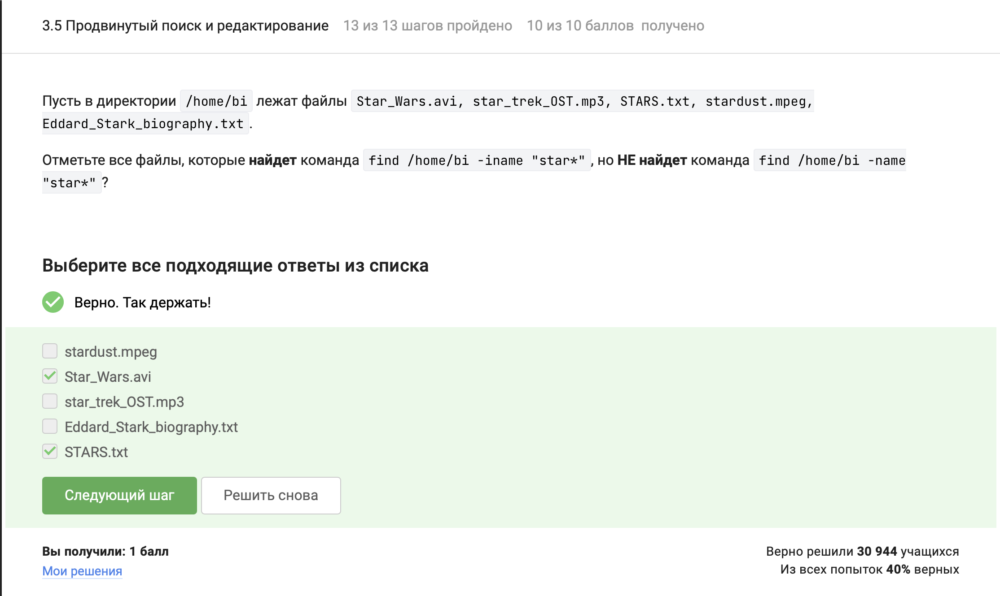 3.5 Продвинутый поиск и редактирование 13 из 13 шагов пройдено 10 из 10 баллов получено
Пусть в директории /home/bi лежат файлы Star_Wars.avi, star_trek_OST.mp3, STARS.txt, stardust.mpeg,
Eddard_Stark_biography.txt.
Отметьте все файлы, которые найдет команда find /home/bi -iname "star*", но НЕ найдет команда find /home/bi -name
"star*"?
Выберите все подходящие ответы из списка
Верно. Так держать!
stardust.mpeg
Star_Wars.avi
star_trek_OST.mp3
Eddard_Stark_biography.txt
STARS.txt
Следующий шаг Решить снова
Вы получили: 1 балл
Верно решили 30 944 учащихся
Мои решения
Из всех попыток 40% верных